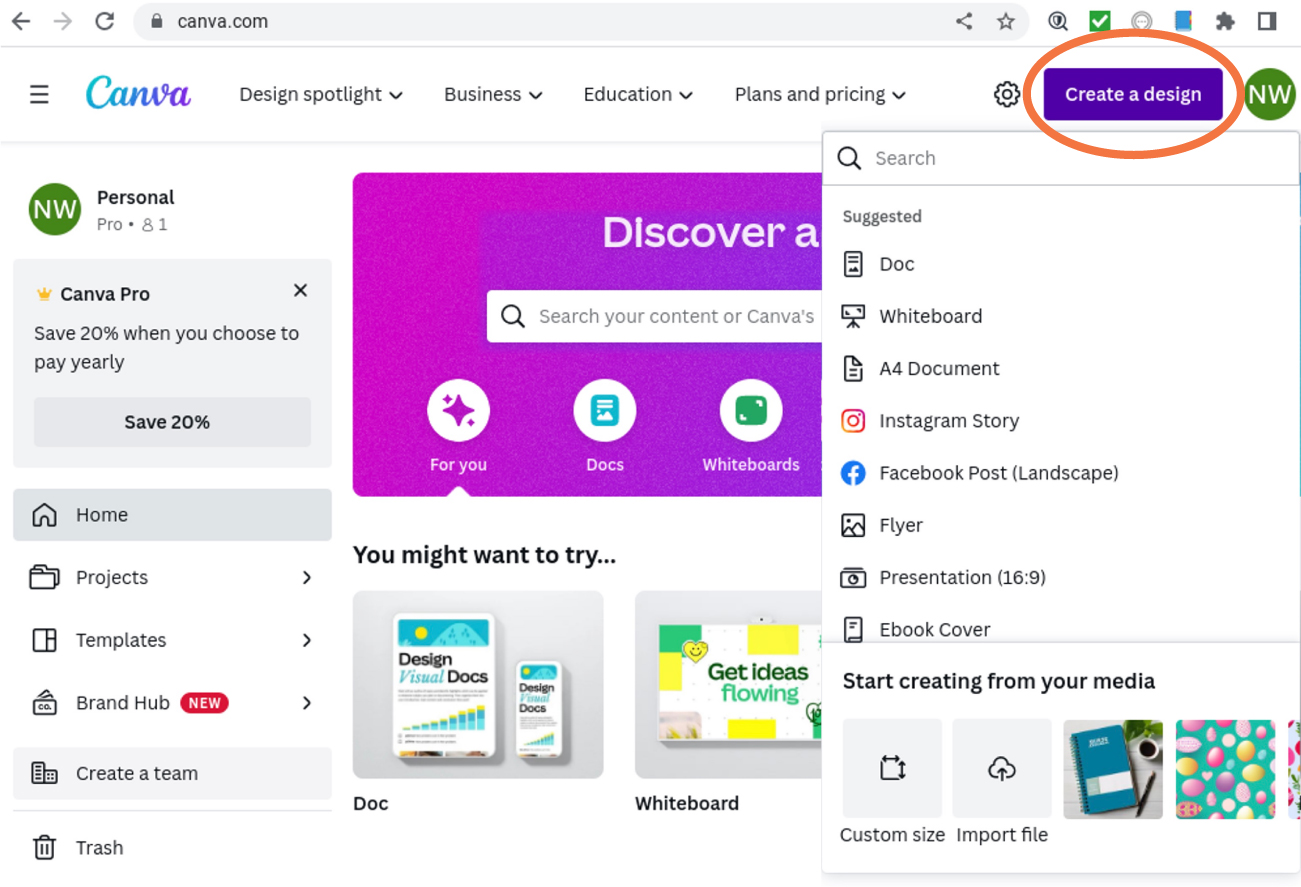 canva.com
Canva
Design spotlight
Business
Education
Plans and pricing
Create a design
NW
NW
Personal
Pro • 1
Canva Pro
Save 20% when you choose to
pay yearly
Save 20%
Home
Projects
Templates
Brand Hub NEW
CO.
Create a team
Trash
Discover a
Search your content or Canva's
For you
Docs
Whiteboards
You might want to try...
Design
Visual Docs
Design
Visual
Docs
Doc
Get ideas
flowing
Whiteboard
Search
Suggested
Doc
Whiteboard
A4 Document
Instagram Story
Facebook Post (Landscape)
Flyer
Presentation (16:9)
Ebook Cover
Start creating from your media
Custom size
Import file